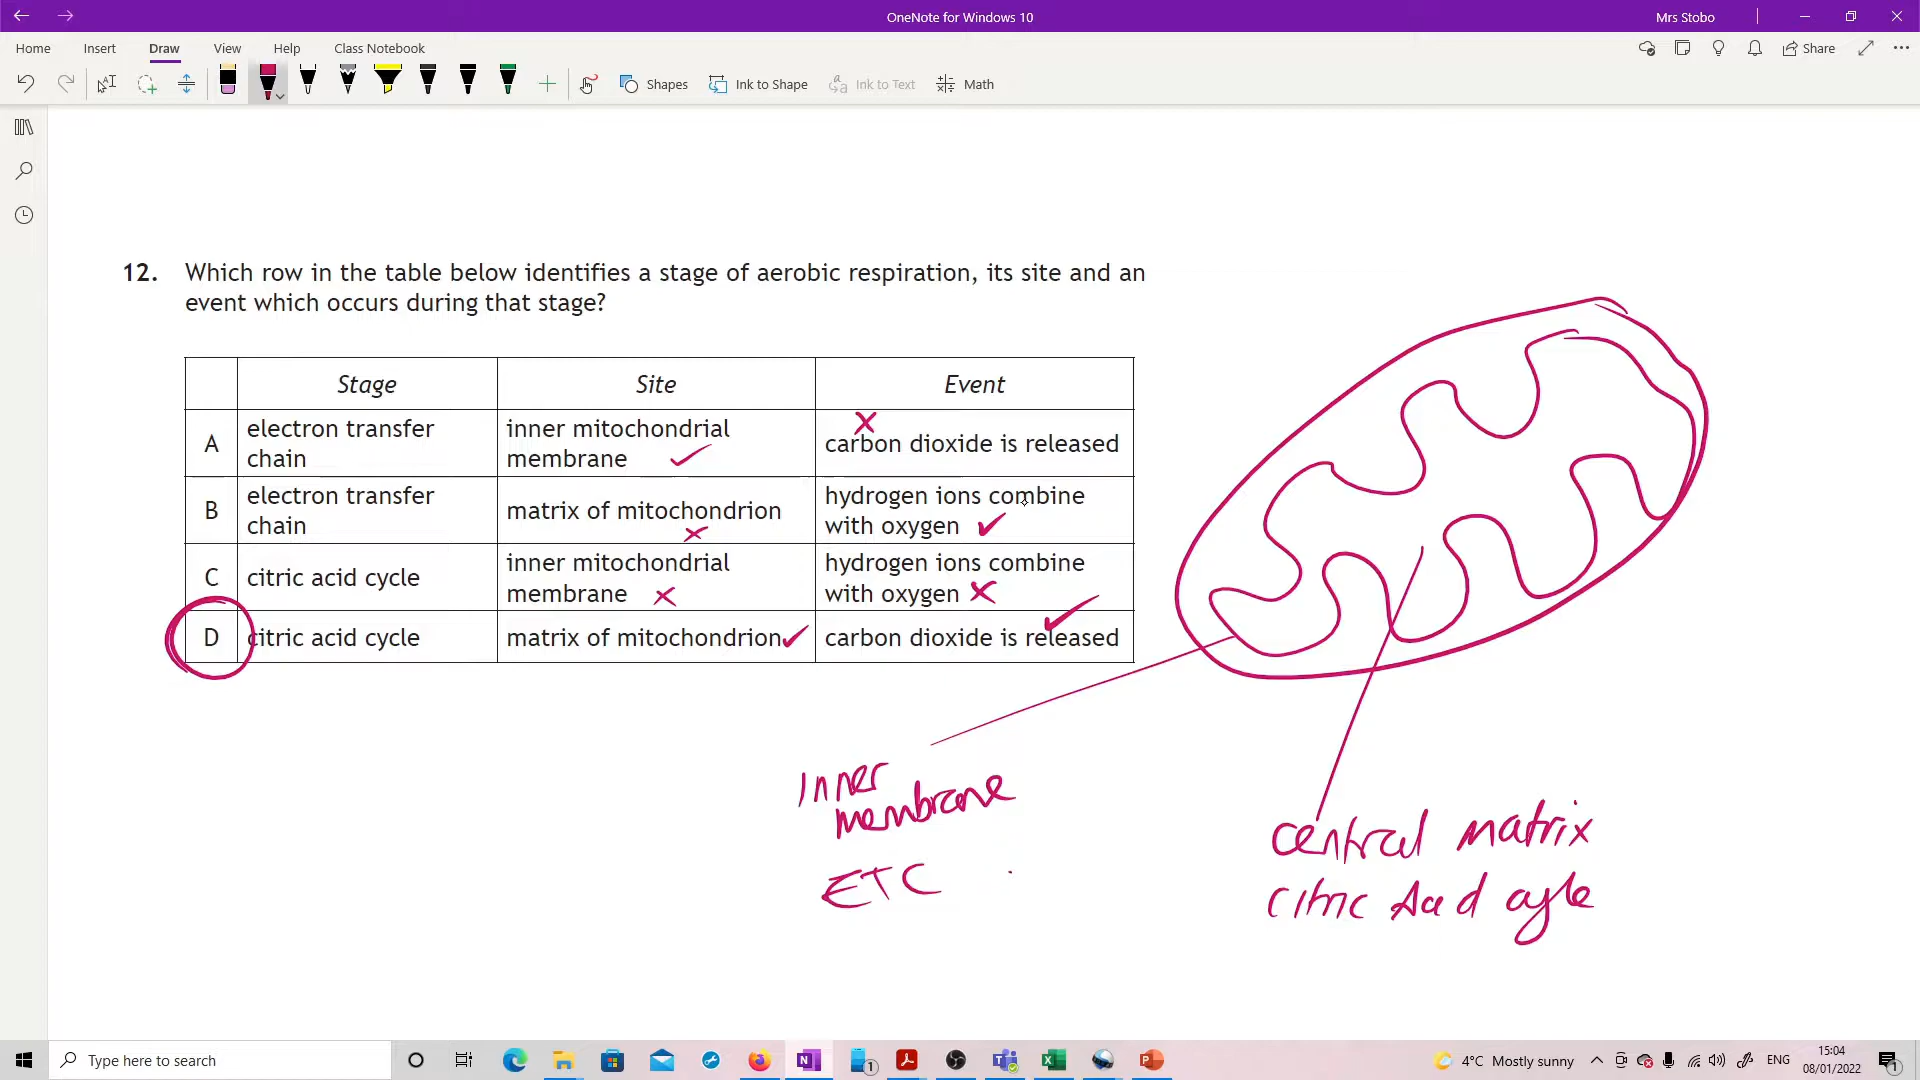 OneNote for Windows 10
Mrs Stobo
Home Insert Draw View Help Class Notebook
Share
Shapes Ink to Shape Ink to Text Math
12. Which row in the table below identifies a stage of aerobic respiration, its site and an
event which occurs during that stage?
Stage Site Event
A electron transfer chain inner mitochondrial membrane carbon dioxide is released
B electron transfer chain matrix of mitochondrion hydrogen ions combine with oxygen
C citric acid cycle inner mitochondrial membrane hydrogen ions combine with oxygen
D citric acid cycle matrix of mitochondrion carbon dioxide is released
Inner
membrane
ETC
central matrix
Citric Acid cycle
Type here to search
4°C Mostly sunny
ENG
15:04
08/01/2022